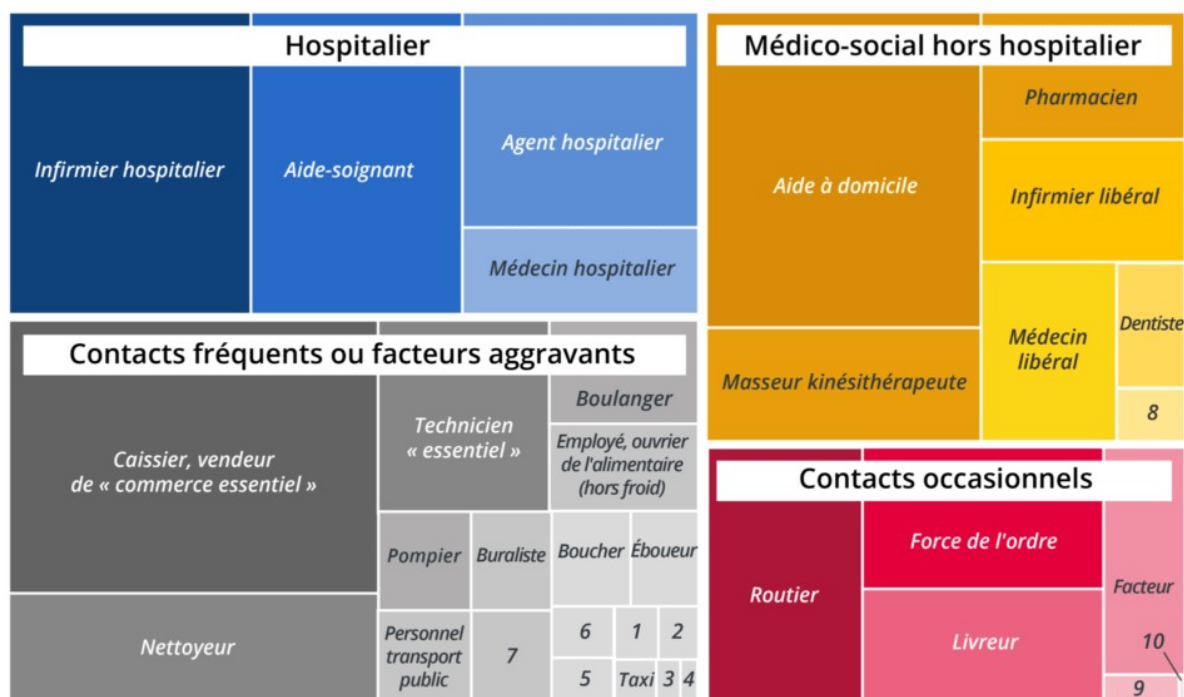 Hospitalier
Infirmier hospitalier
Aide-soignant
Agent hospitalier
Médecin hospitalier
Médico-social hors hospitalier
Aide à domicile
Pharmacien
Infirmier libéral
Masseur kinésithérapeute
Médecin
libéral
Dentiste
8
Contacts fréquents ou facteurs aggravants
Caissier, vendeur
de « commerce essentiel »
Nettoyeur
Technicien
« essentiel »
Boulanger
Employé, ouvrier
de l'alimentaire
(hors froid)
Pompier
Buraliste
Boucher
Éboueur
Personnel
transport
public
7
6
1
2
5
Taxi
3
4
Contacts occasionnels
Routier
Force de l'ordre
Livreur
Facteur
10
9